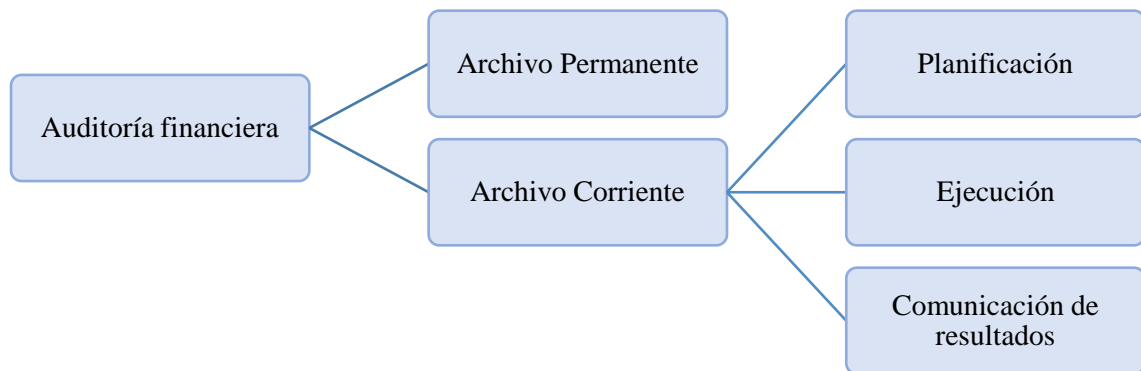 Auditoría financiera
Archivo Permanente
Archivo Corriente
Planificación
Ejecución
Comunicación de
resultados